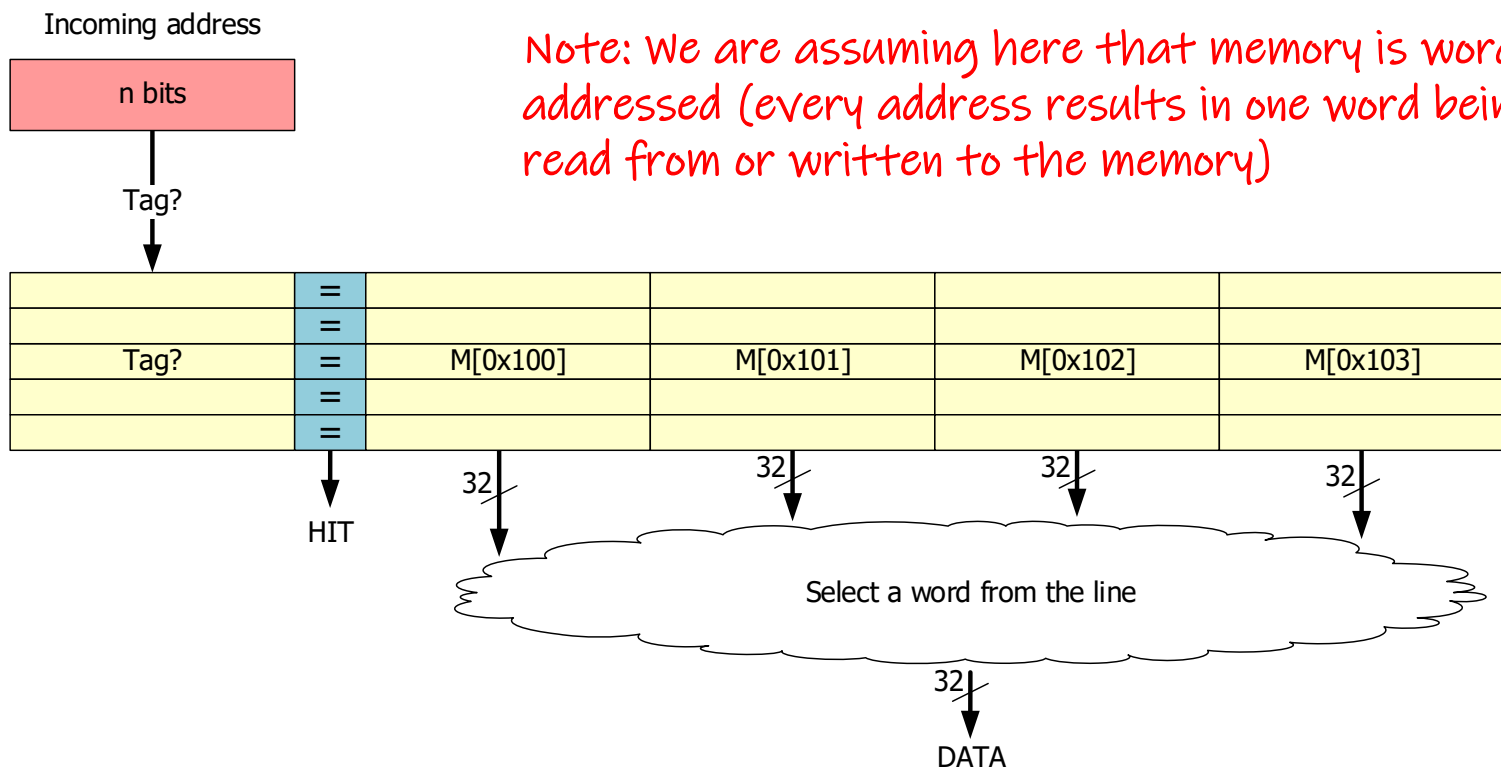 Incoming address
n bits
Note: We are assuming here that memory is word
addressed (every address results in one word bein
read from or written to the memory)
Tag?
=
=
Tag? = M[0x100] M[0x101] M[0x102] M[0x103]
=
=
32 32 32 32
HIT
Select a word from the line
32
DATA